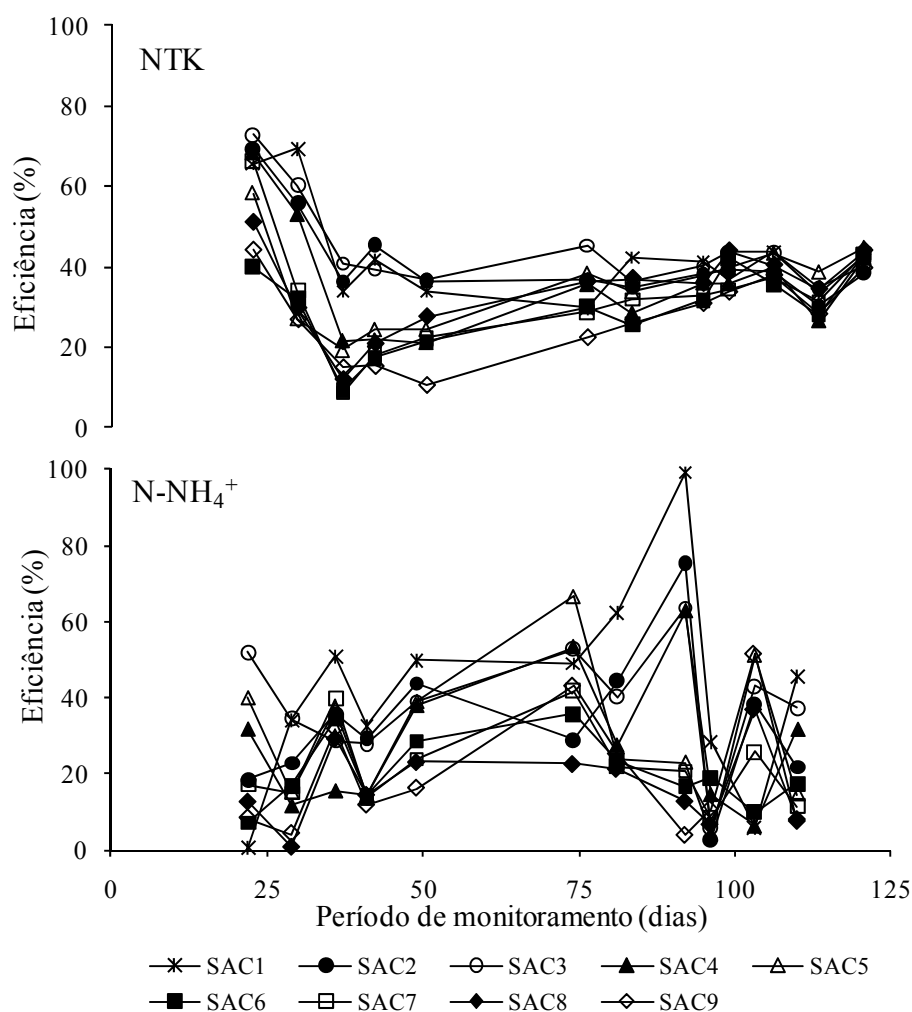 100
NTK
80
60
40
20
0
Eficiência (%)
100
N-NH₄⁺
80
60
40
20
0
Eficiência (%)
0 25 50 75 100 125
Período de monitoramento (dias)
SAC1 SAC2 SAC3 SAC4 SAC5
SAC6 SAC7 SAC8 SAC9